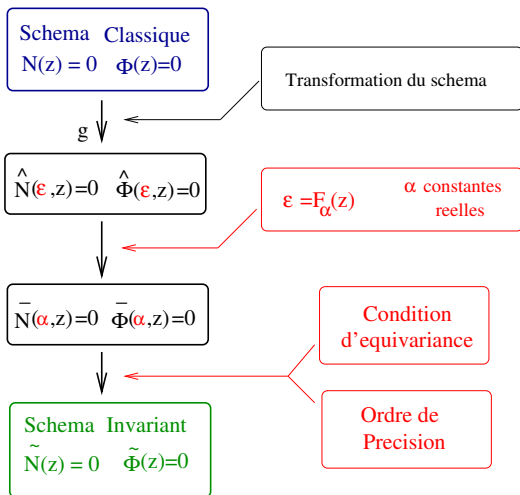 Schema Classique
N(z) = 0 Φ(z)=0
Transformation du schema
g
N̂(ε,z)=0 Φ̂(ε,z)=0
ε =F_α(z) α constantes
reelles
N̄(α,z)=0 Φ̄(α,z)=0
Condition
d'equivariance
Schema Invariant
Ñ(z) = 0 Φ̃(z)=0
Ordre de
Precision